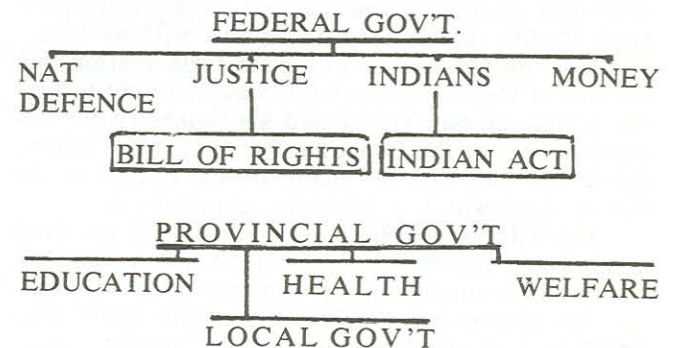 FEDERAL GOV'T.
NAT JUSTICE INDIANS MONEY
DEFENCE
BILL OF RIGHTS INDIAN ACT
PROVINCIAL GOV'T
EDUCATION HEALTH WELFARE
LOCAL GOV'T